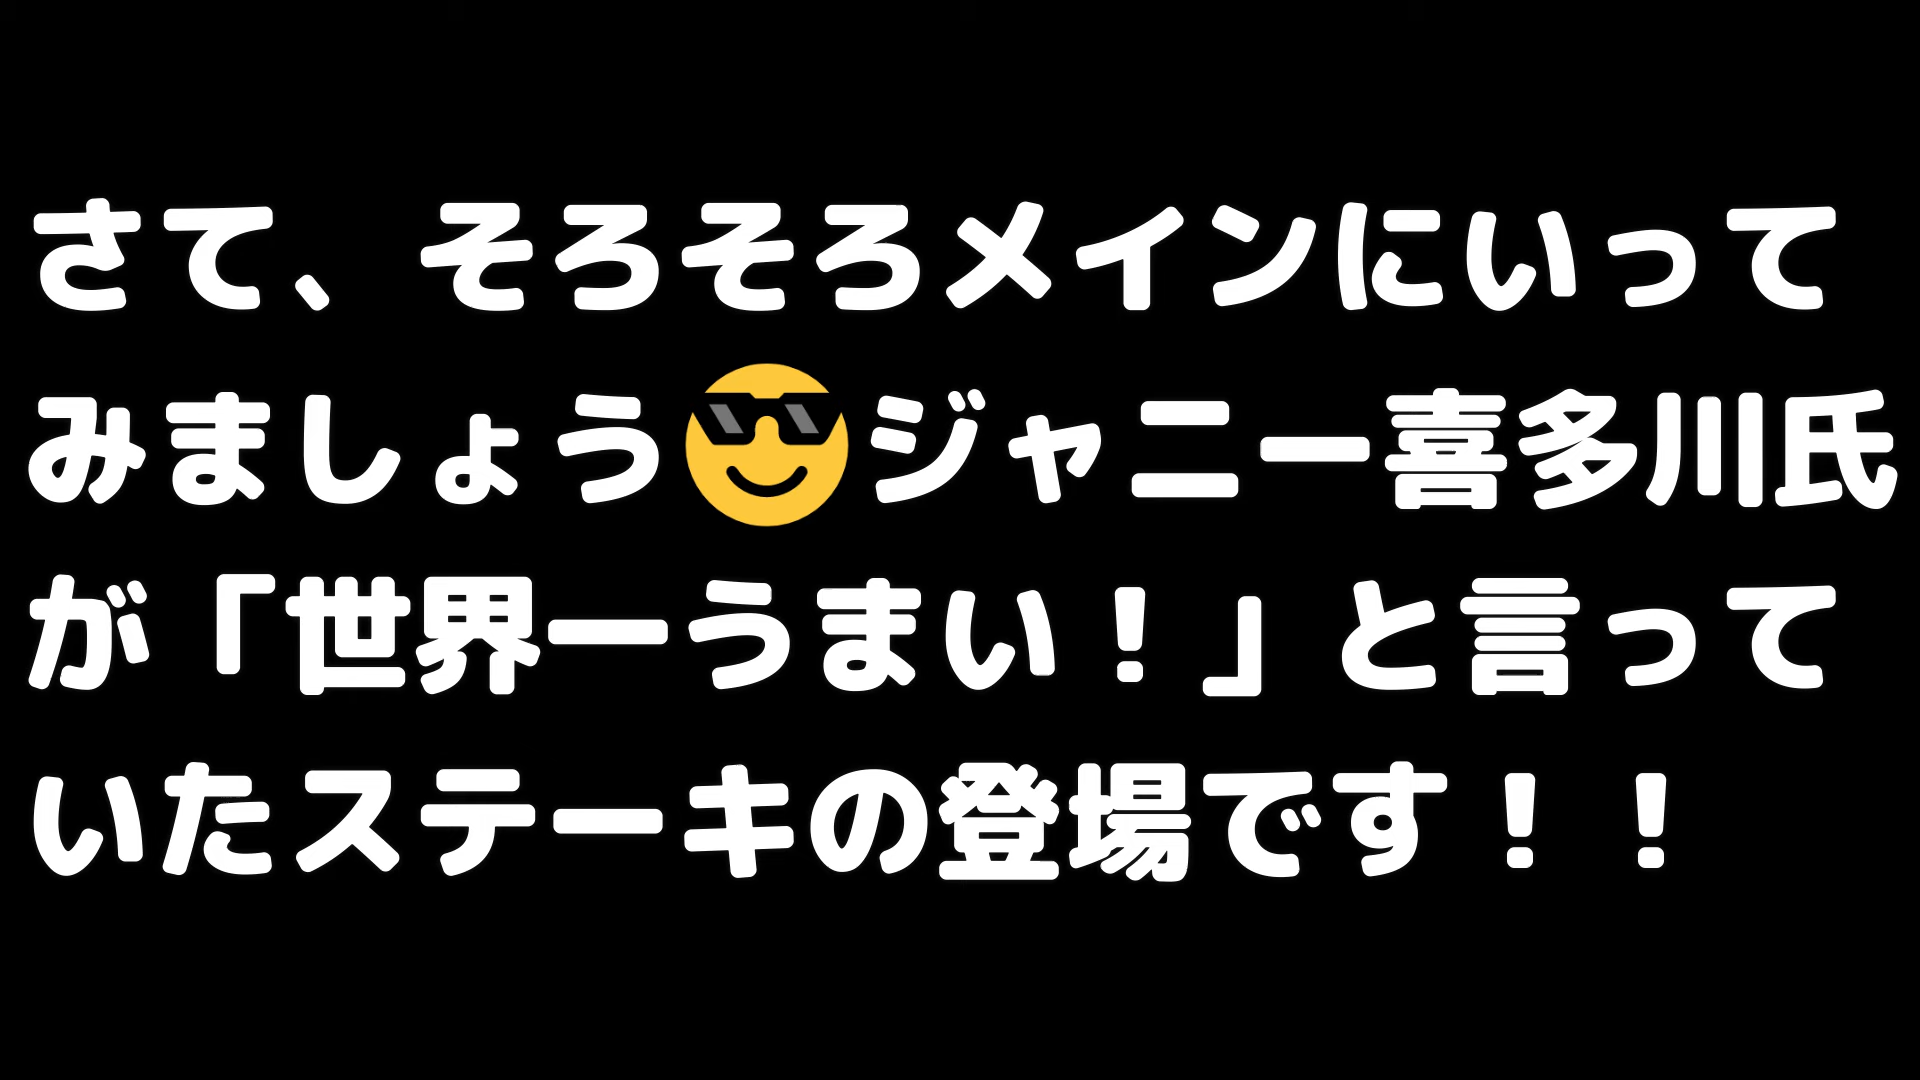 さて、そろそろメインにいって
みましょう😎ジャニー喜多川氏
が「世界一うまい！」と言って
いたステーキの登場です！！